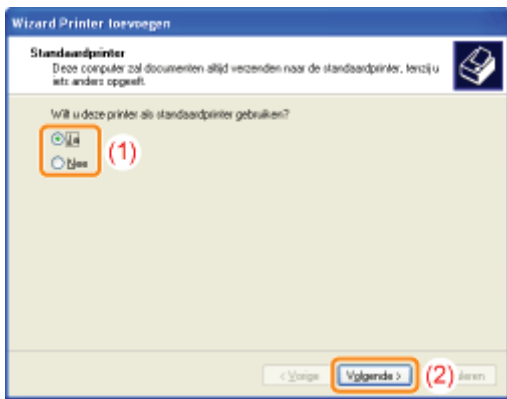 Wizard Printer toevoegen
Standaardprinter
Deze computer zal documenten altijd verzenden naar de standaardprinter, tenzij u
iets anders opgeeft.
Wilt u deze printer als standaardprinter gebruiken?
Ja
(1)
Nee
< Vorige
Volgende >
(2)